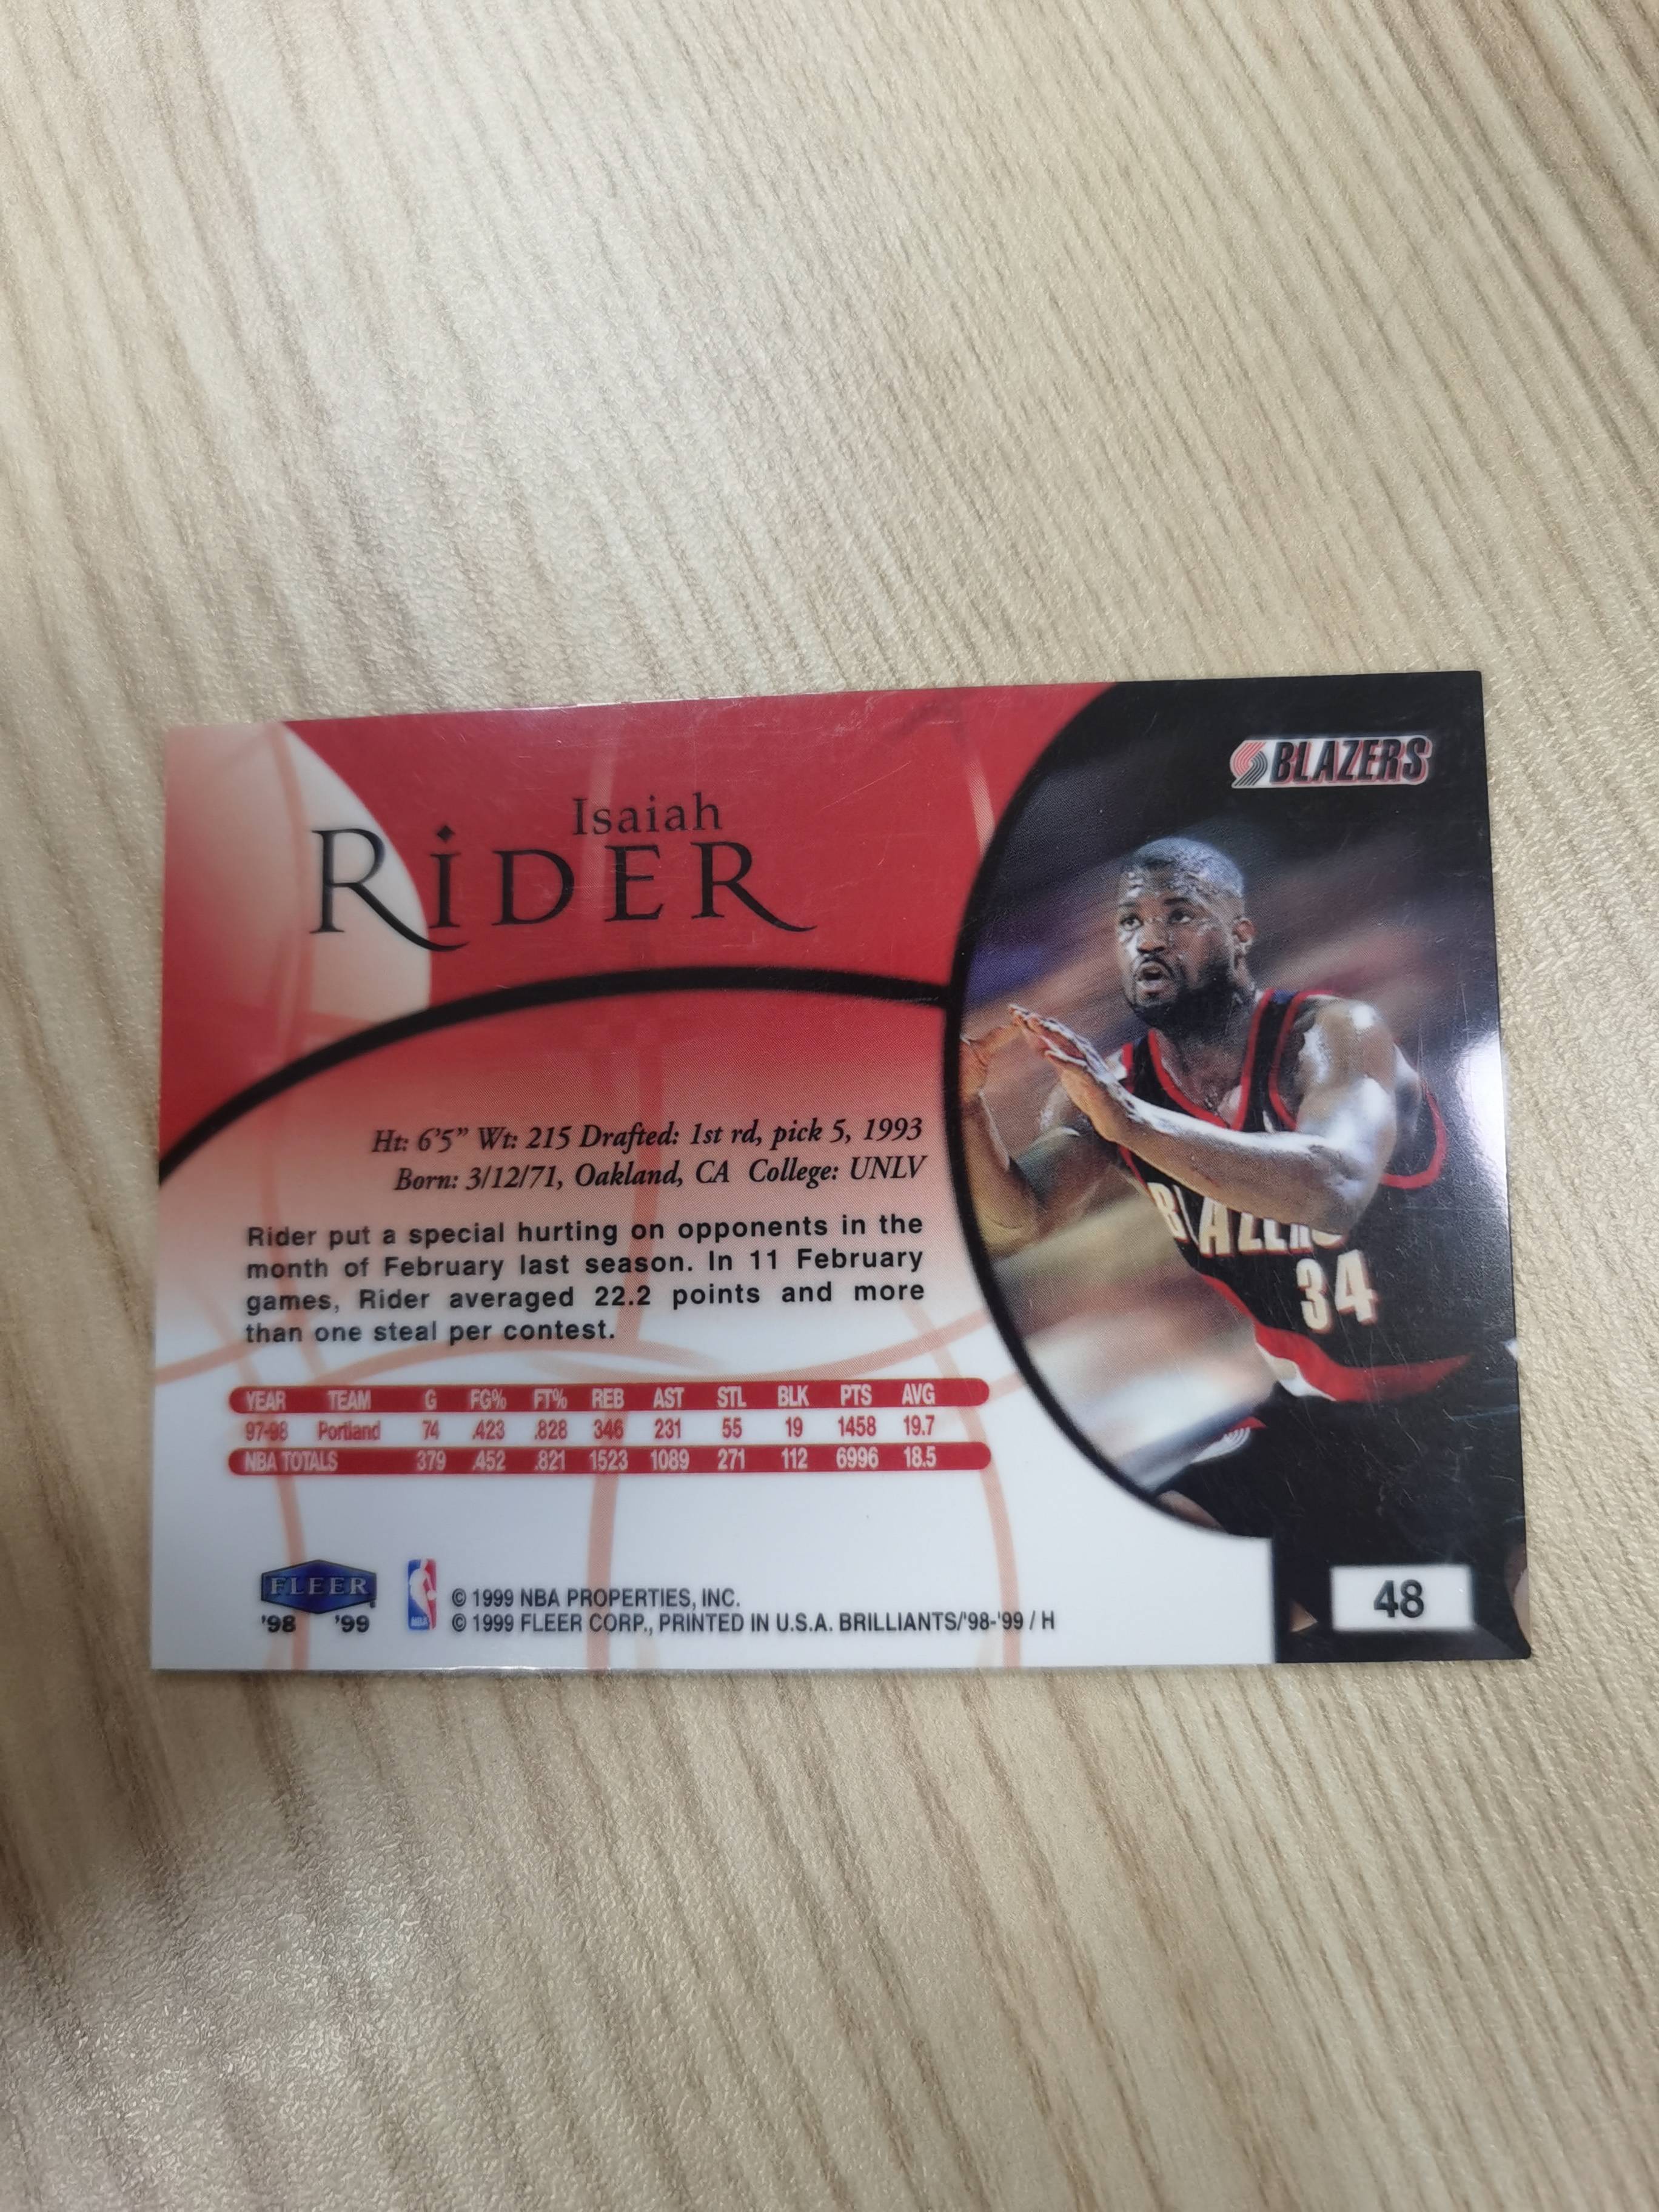 BLAZERS
Isaiah
RiDER
Ht: 6'5" Wt: 215 Drafted: 1st rd, pick 5, 1993
Born: 3/12/71, Oakland, CA College: UNLV
Rider put a special hurting on opponents in the
month of February last season. In 11 February
games, Rider averaged 22.2 points and more
than one steal per contest.
YEAR TEAM G FG% FT% REB AST STL BLK PTS AVG
97-98 Portland 74 .423 .828 346 231 55 19 1458 19.7
NBA TOTALS 379 .452 .821 1523 1089 271 112 6996 18.5
BLAZERS
34
FLEER
'98 '99
NBA
© 1999 NBA PROPERTIES, INC.
© 1999 FLEER CORP., PRINTED IN U.S.A. BRILLIANTS/'98-'99 / H
48